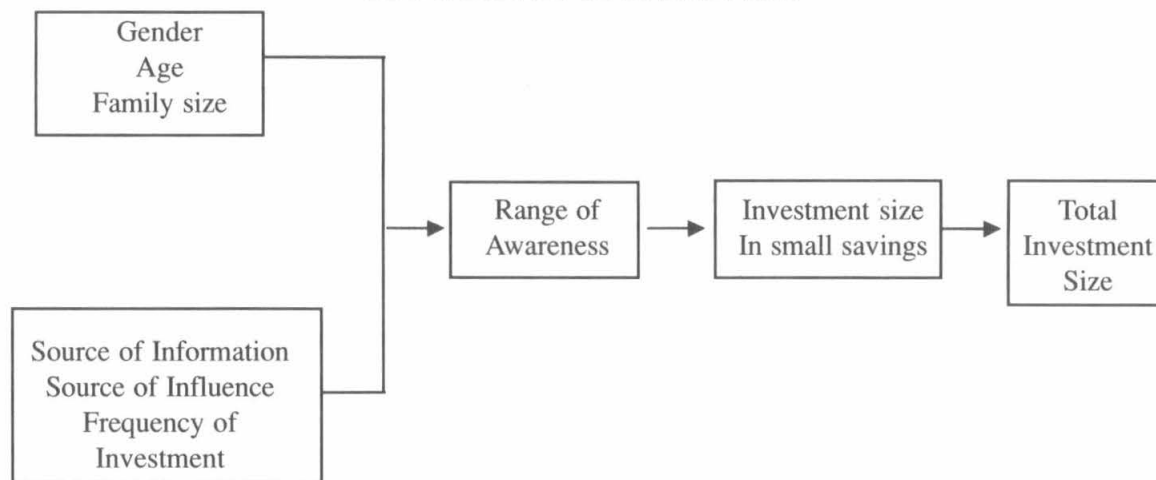 Gender
Age
Family size
Range of
Awareness
Investment size
In small savings
Total
Investment
Size
Source of Information
Source of Influence
Frequency of
Investment